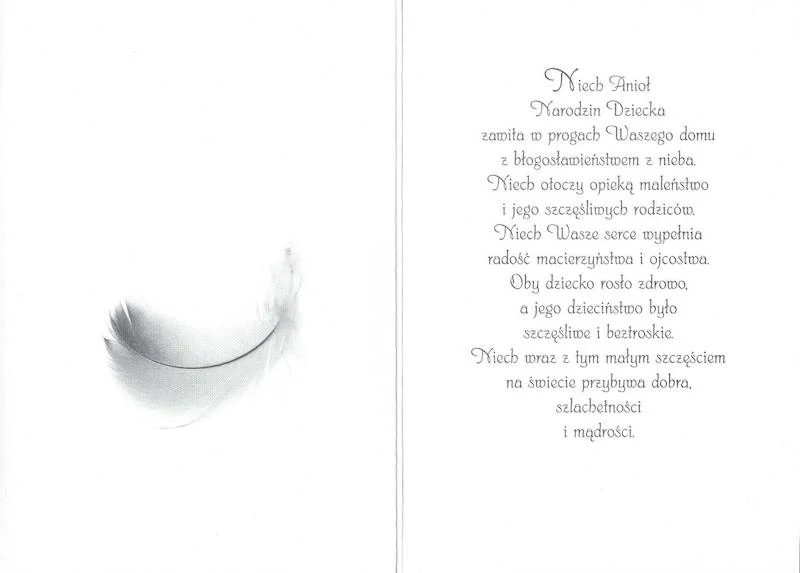 Niech Anioł
Narodzin Dziecka
zawita w progach Waszego domu
z błogosławieństwem z nieba.
Niech otoczy opieką maleństwo
i jego szczęśliwych rodziców.
Niech Wasze serce wypełnia
radość macierzyństwa i ojcostwa.
Oby dziecko rosło zdrowo,
a jego dzieciństwo było
szczęśliwe i beztroskie.
Niech wraz z tym małym szczęściem
na świecie przybywa dobra,
szlachetności
i mądrości.